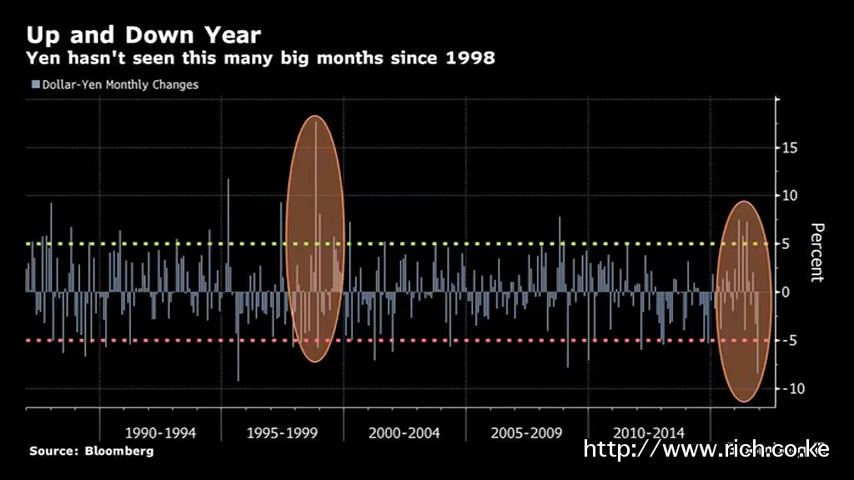 Up and Down Year
Yen hasn't seen this many big months since 1998
Dollar-Yen Monthly Changes
15
10
5
0
-5
-10
Percent
1990-1994
1995-1999
2000-2004
2005-2009
2010-2014
Source: Bloomberg
http://www.rich.co.ke